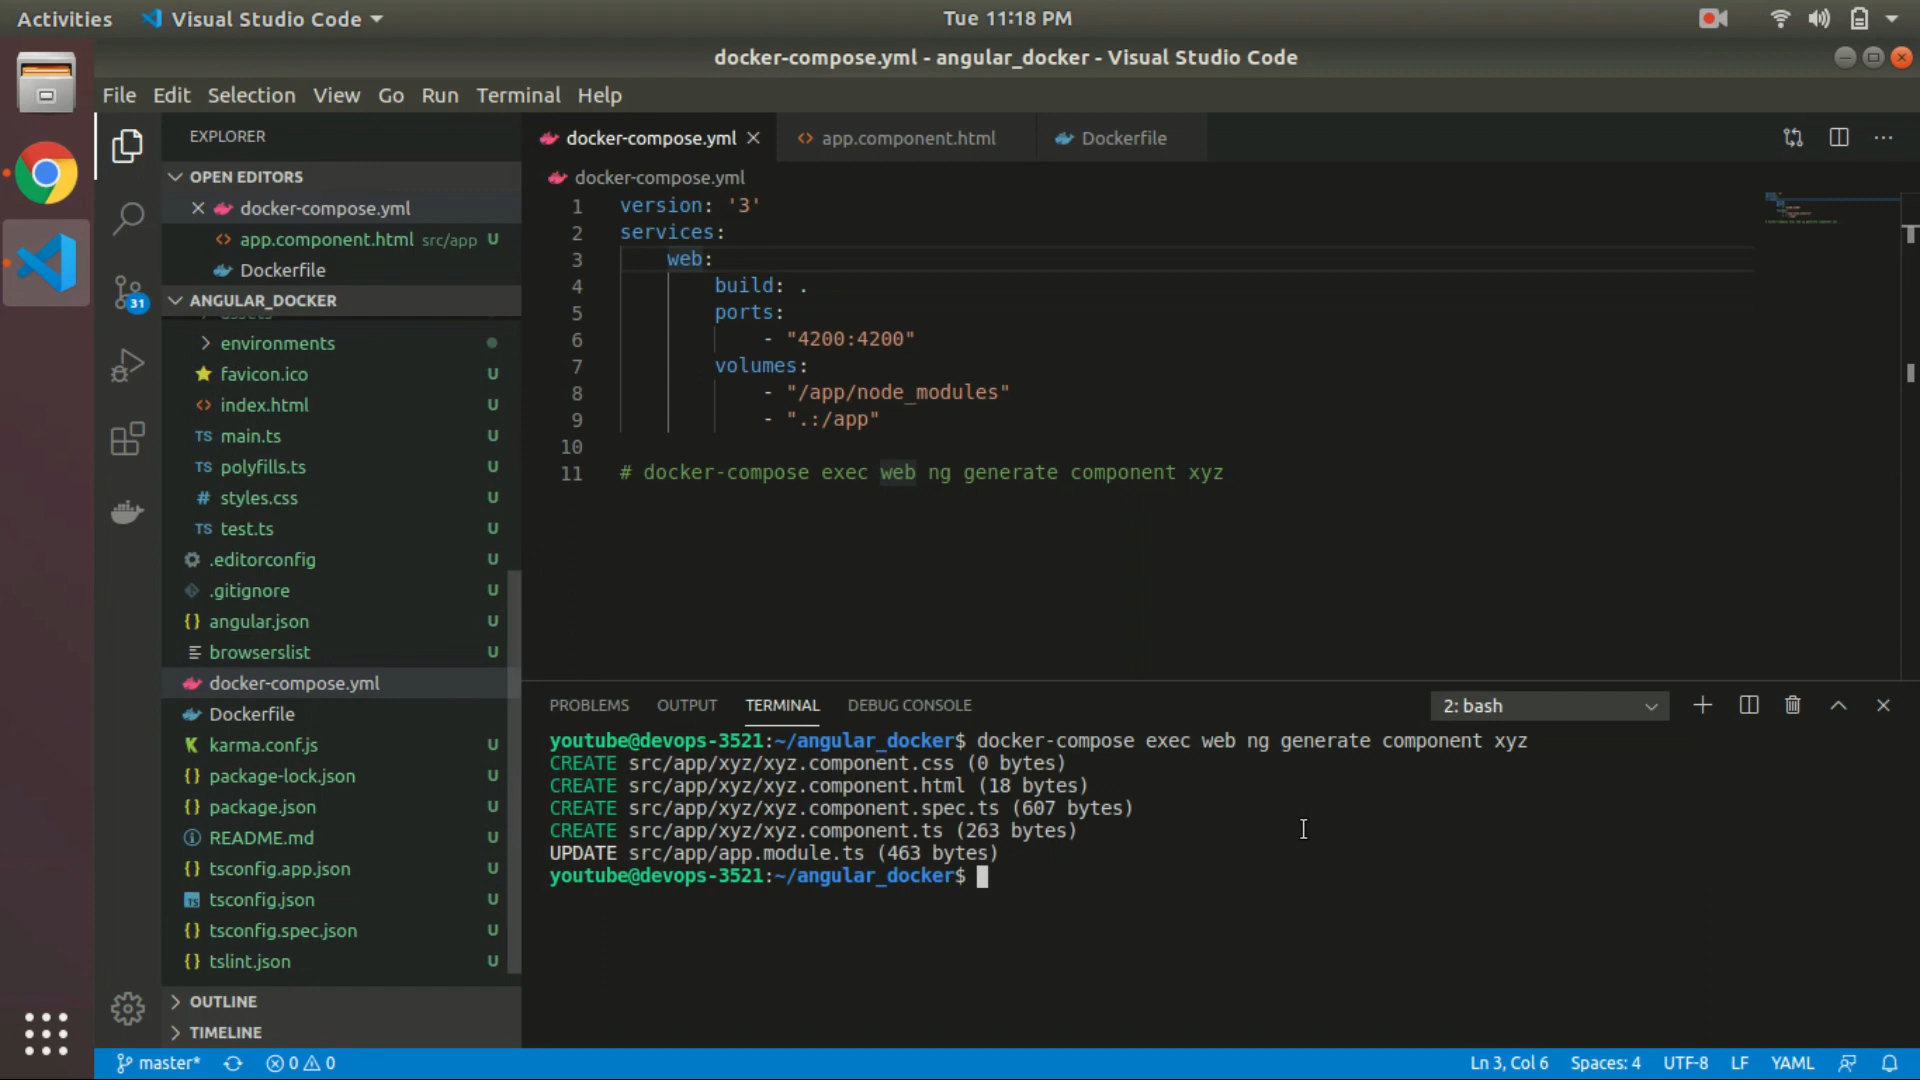 Activities Visual Studio Code Tue 11:18 PM
docker-compose.yml - angular_docker - Visual Studio Code
File Edit Selection View Go Run Terminal Help
EXPLORER
OPEN EDITORS
docker-compose.yml
app.component.html src/app U
Dockerfile
31
ANGULAR_DOCKER
environments
favicon.ico U
index.html U
TS main.ts U
TS polyfills.ts U
# styles.css U
TS test.ts U
.editorconfig U
.gitignore U
{} angular.json U
browserslist U
docker-compose.yml
Dockerfile
karma.conf.js U
{} package-lock.json U
{} package.json U
README.md U
{} tsconfig.app.json U
TS tsconfig.json U
{} tsconfig.spec.json U
{} tslint.json U
OUTLINE
TIMELINE
docker-compose.yml app.component.html Dockerfile
docker-compose.yml
1 version: '3'
2 services:
3 web:
4 build: .
5 ports:
6 - "4200:4200"
7 volumes:
8 - "/app/node_modules"
9 - ".:/app"
10
11 # docker-compose exec web ng generate component xyz
PROBLEMS OUTPUT TERMINAL DEBUG CONSOLE 2: bash
youtube@devops-3521:~/angular_docker$ docker-compose exec web ng generate component xyz
CREATE src/app/xyz/xyz.component.css (0 bytes)
CREATE src/app/xyz/xyz.component.html (18 bytes)
CREATE src/app/xyz/xyz.component.spec.ts (607 bytes)
CREATE src/app/xyz/xyz.component.ts (263 bytes)
UPDATE src/app/app.module.ts (463 bytes)
youtube@devops-3521:~/angular_docker$
master* 0 0 Ln 3, Col 6 Spaces: 4 UTF-8 LF YAML